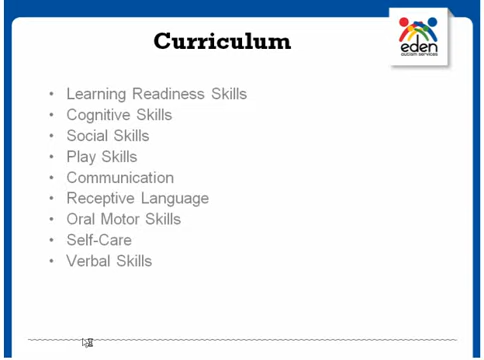 Curriculum
eden
autism services
• Learning Readiness Skills
• Cognitive Skills
• Social Skills
• Play Skills
• Communication
• Receptive Language
• Oral Motor Skills
• Self-Care
• Verbal Skills